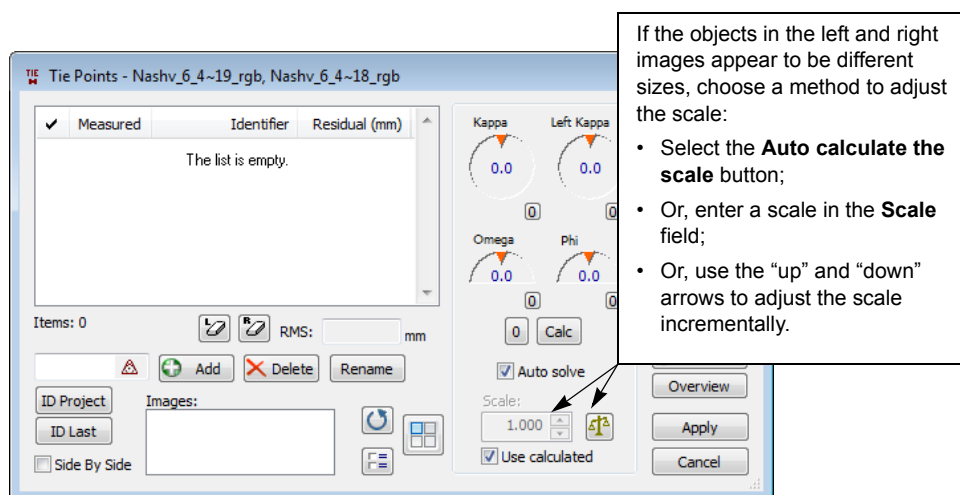 If the objects in the left and right
images appear to be different
sizes, choose a method to adjust
the scale:
• Select the Auto calculate the
scale button;
• Or, enter a scale in the Scale
field;
• Or, use the “up” and “down”
arrows to adjust the scale
incrementally.
TIE Tie Points - Nashv_6_4~19_rgb, Nashv_6_4~18_rgb
Measured Identifier Residual (mm)
The list is empty.
Kappa Left Kappa
0.0 0.0
0 0
Omega Phi
0.0 0.0
0 0
Items: 0 L R RMS: mm
0 Calc
Add Delete Rename
Auto solve
ID Project Images:
Scale:
Overview
ID Last
1.000
Apply
Side By Side
Use calculated
Cancel